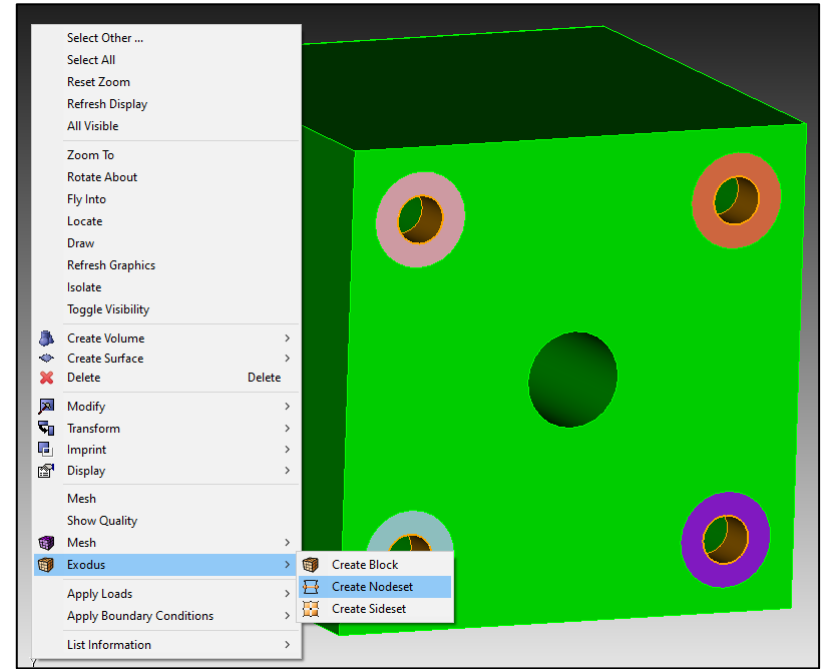 Select Other ...
Select All
Reset Zoom
Refresh Display
All Visible
Zoom To
Rotate About
Fly Into
Locate
Draw
Refresh Graphics
Isolate
Toggle Visibility
Create Volume
Create Surface
Delete Delete
Modify
Transform
Imprint
Display
Mesh
Show Quality
Mesh
Exodus
Create Block
Create Nodeset
Create Sideset
Apply Loads
Apply Boundary Conditions
List Information